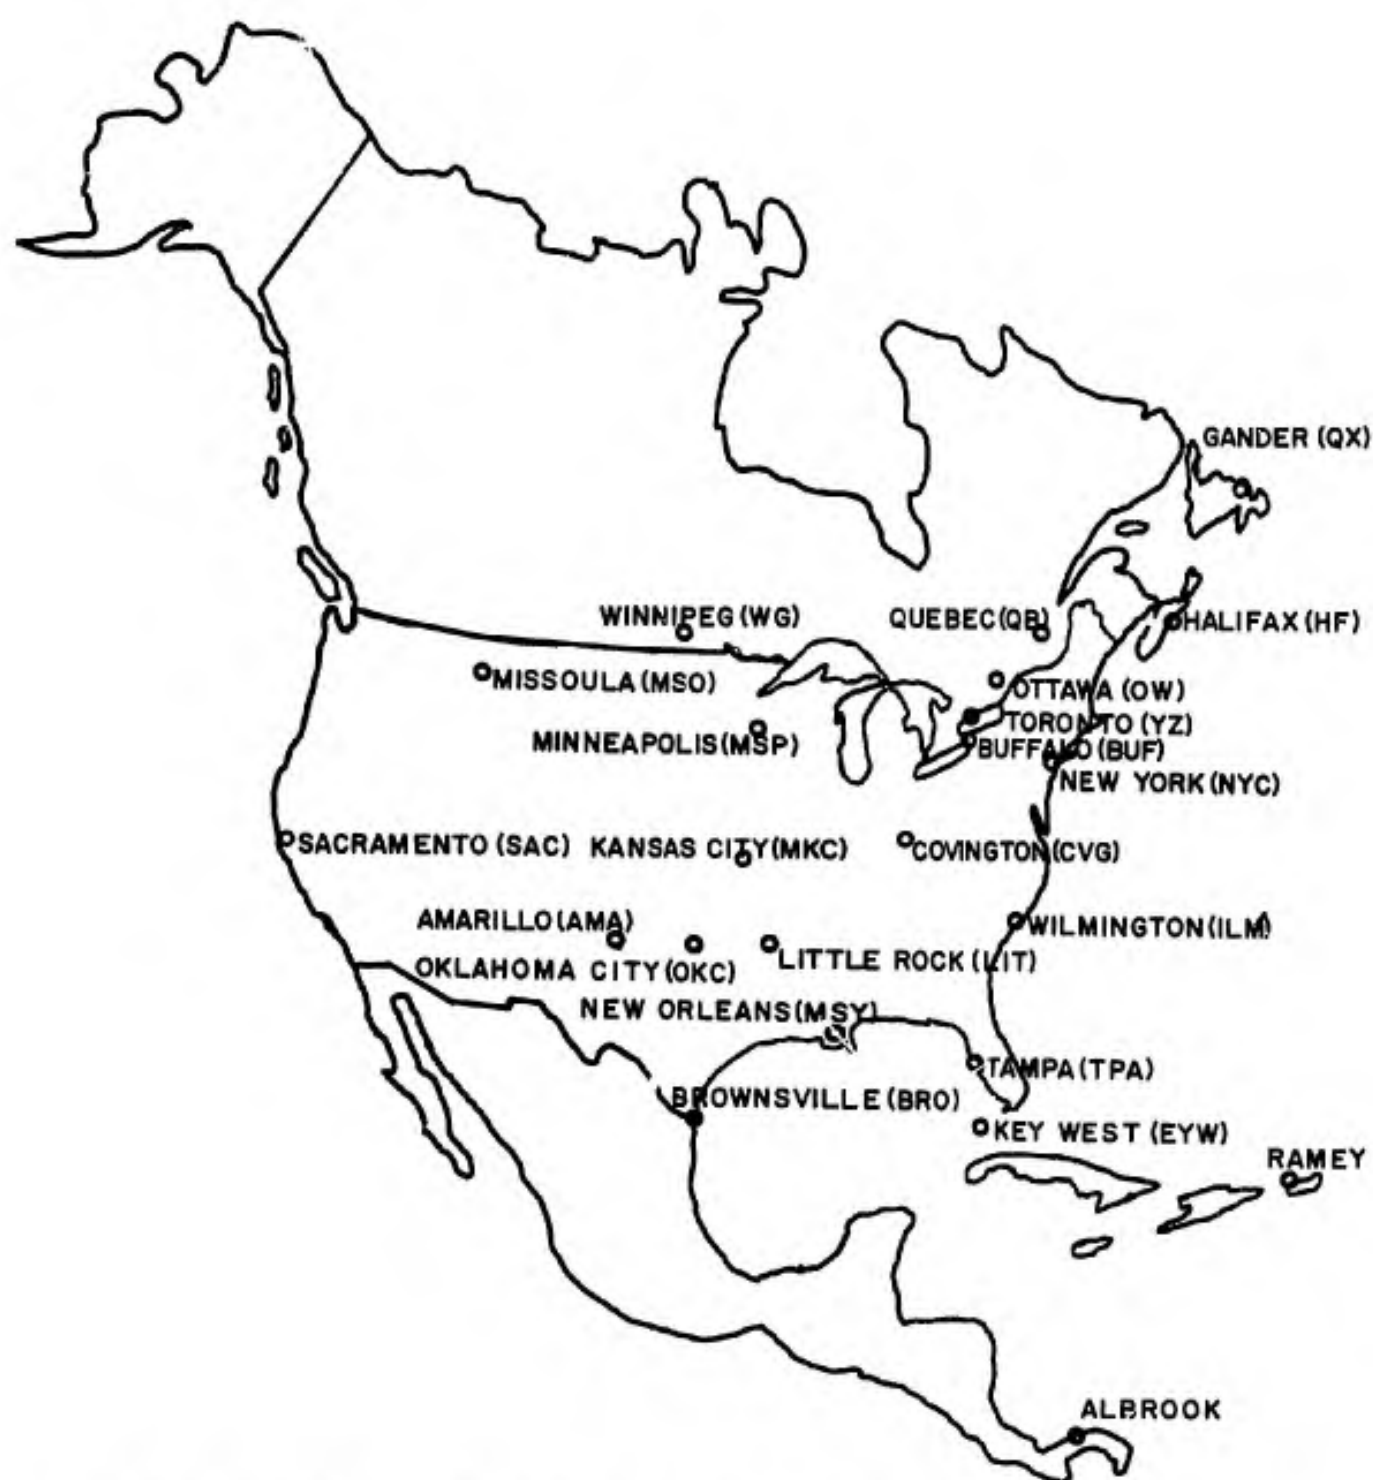 GANDER (QX)
WINNIPEG (WG)
QUEBEC(QB)
HALIFAX (HF)
MISSOULA (MSO)
OTTAWA (OW)
TORONTO (YZ)
MINNEAPOLIS (MSP)
BUFFALO (BUF)
NEW YORK (NYC)
SACRAMENTO (SAC)
KANSAS CITY (MKC)
COVINGTON (CVG)
AMARILLO (AMA)
WILMINGTON (ILM)
OKLAHOMA CITY (OKC)
LITTLE ROCK (LIT)
NEW ORLEANS (MSY)
TAMPA (TPA)
BROWNSVILLE (BRO)
KEY WEST (EYW)
RAMEY
ALBROOK